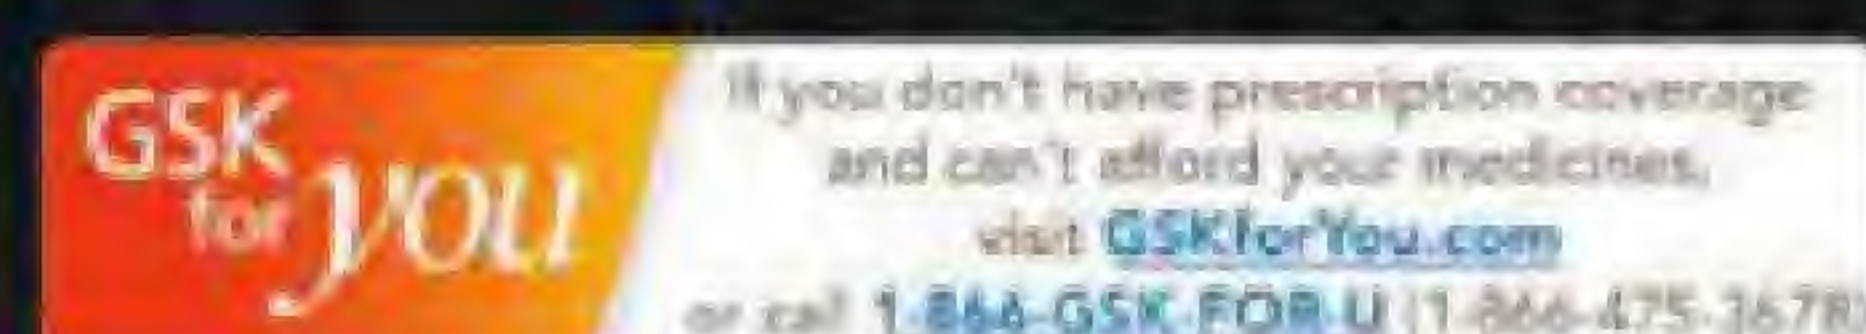 GSK
for you
If you don't have prescription coverage
and can't afford your medicines,
visit GSKforYou.com
or call 1-866-GSK-FOR-U (1-866-475-3678)